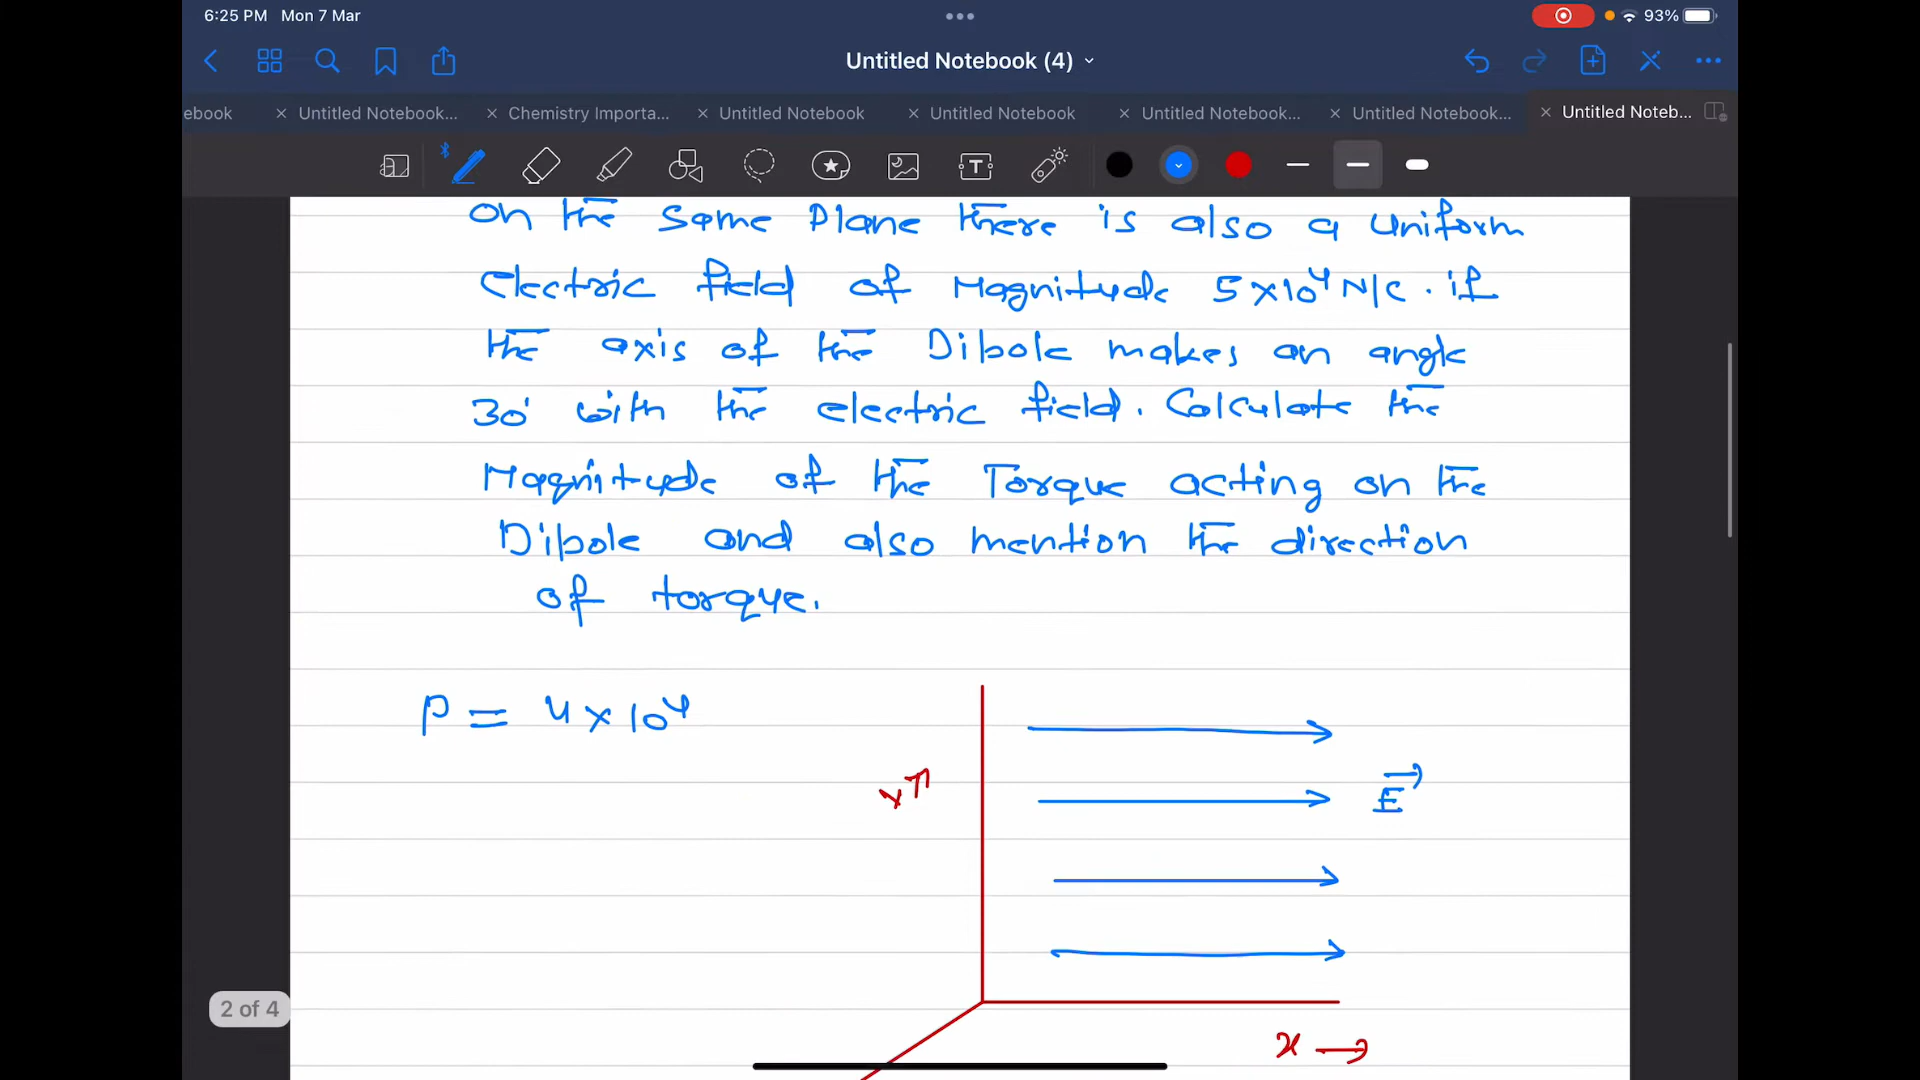 6:25 PM Mon 7 Mar
93%
Untitled Notebook (4)
ebook
Untitled Notebook...
Chemistry Importa...
Untitled Notebook
Untitled Notebook
Untitled Notebook...
Untitled Notebook...
Untitled Noteb...
T
on the same Plane there is also a Uniform
electric field of Magnitude 5×10⁴ N/C. if
the axis of the Dibole makes an angle
30° with the electric field. Calculate the
Magnitude of the Torque acting on the
Dibole and also mention the direction
of torque.
P = 4×10⁴
E
x
2 of 4